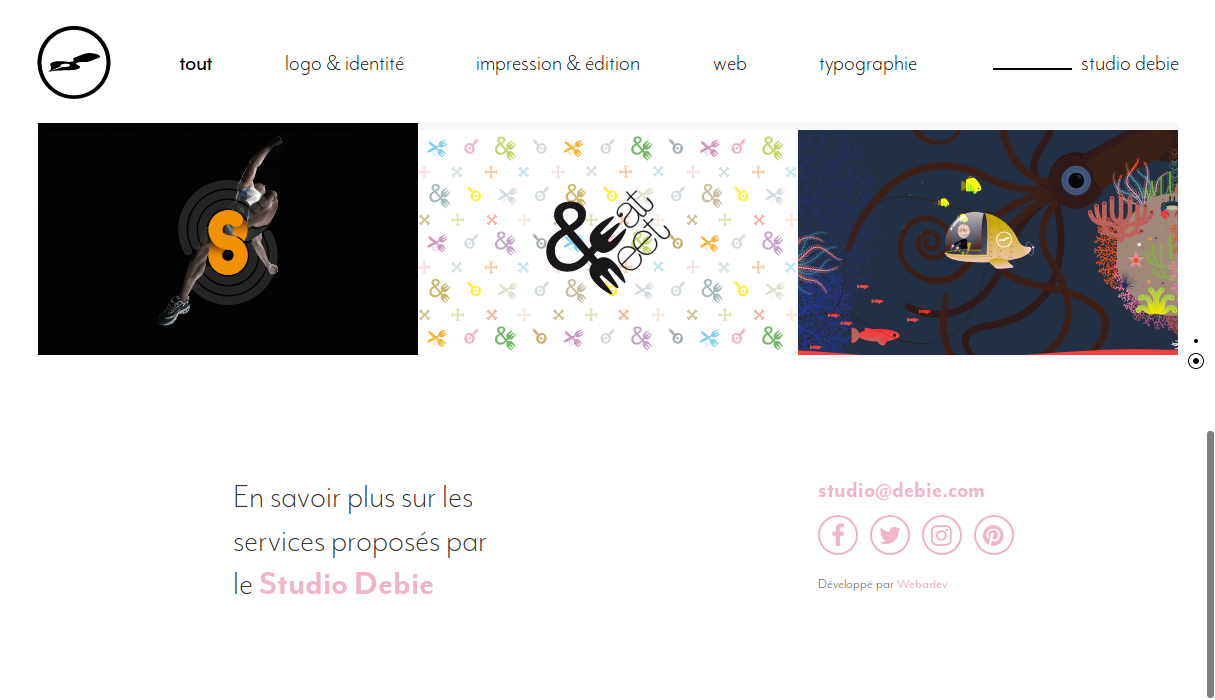 tout
logo & identité
impression & édition
web
typographie
studio debie
S
&
at
eet
En savoir plus sur les
services proposés par
le Studio Debie
studio@debie.com
Développé par Webadev